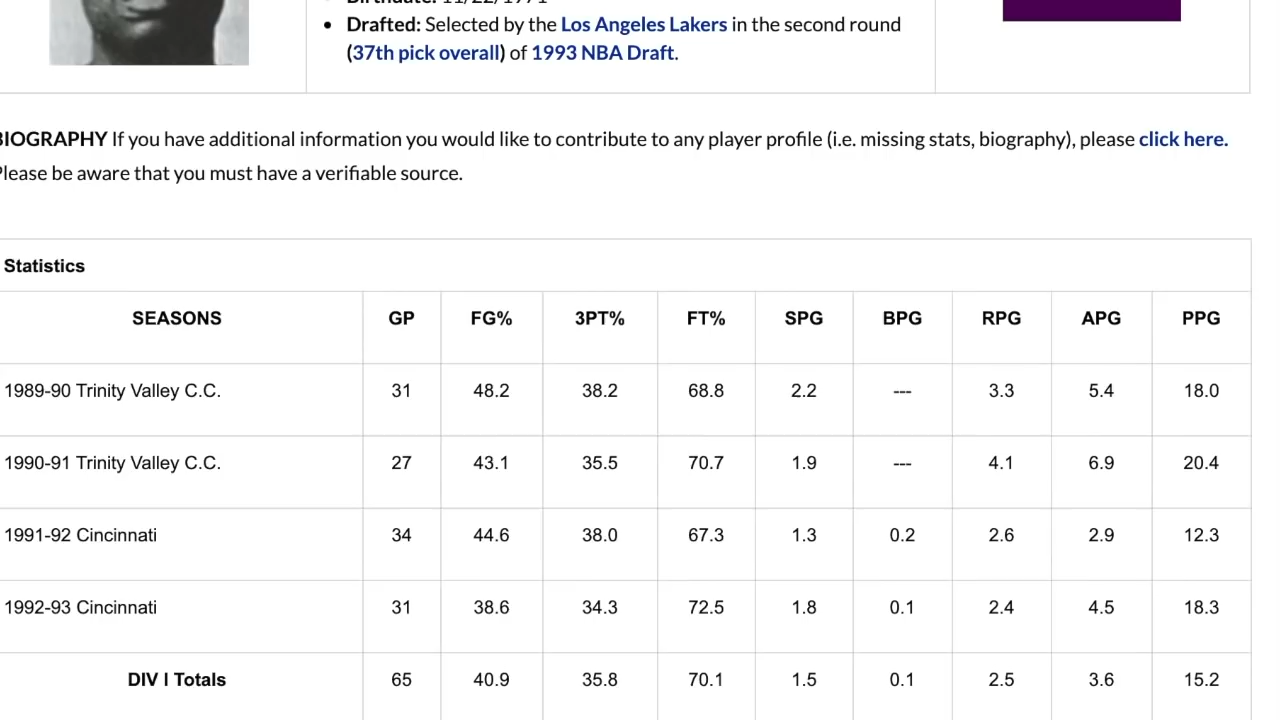 Birthdate: 11/22/1971
Drafted: Selected by the Los Angeles Lakers in the second round
(37th pick overall) of 1993 NBA Draft.
BIOGRAPHY If you have additional information you would like to contribute to any player profile (i.e. missing stats, biography), please click here.
Please be aware that you must have a verifiable source.
Statistics
SEASONS GP FG% 3PT% FT% SPG BPG RPG APG PPG
1989-90 Trinity Valley C.C. 31 48.2 38.2 68.8 2.2 --- 3.3 5.4 18.0
1990-91 Trinity Valley C.C. 27 43.1 35.5 70.7 1.9 --- 4.1 6.9 20.4
1991-92 Cincinnati 34 44.6 38.0 67.3 1.3 0.2 2.6 2.9 12.3
1992-93 Cincinnati 31 38.6 34.3 72.5 1.8 0.1 2.4 4.5 18.3
DIV I Totals 65 40.9 35.8 70.1 1.5 0.1 2.5 3.6 15.2